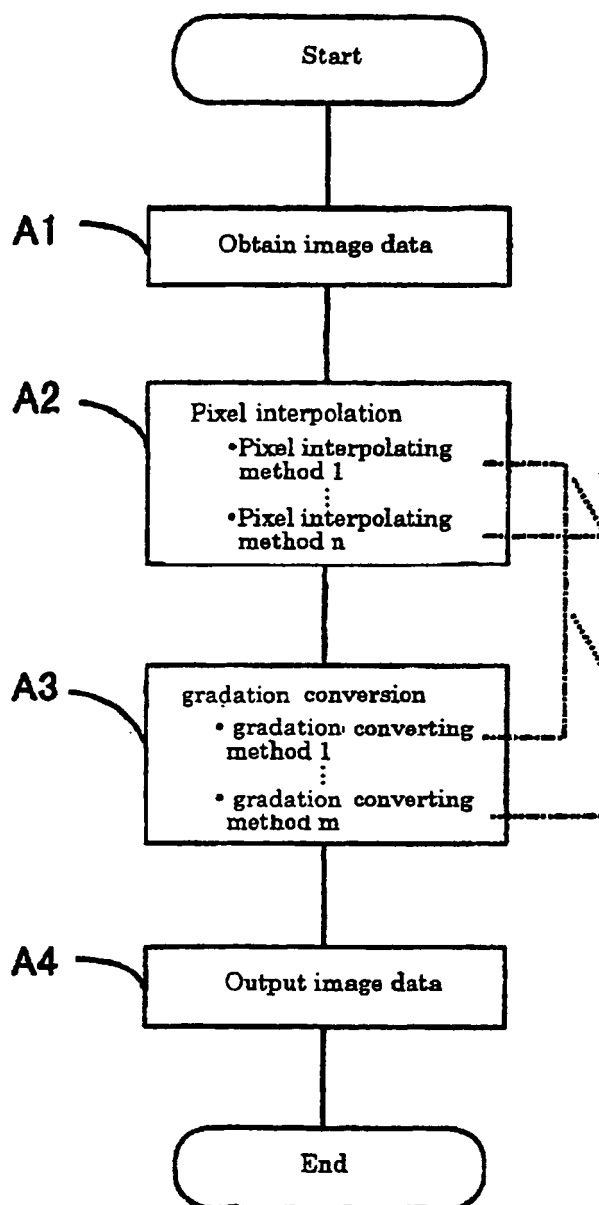 Start
A1
Obtain image data
A2
Pixel interpolation
•Pixel interpolating
method 1
⋮
•Pixel interpolating
method n
A3
gradation conversion
• gradation converting
method 1
⋮
• gradation converting
method m
A4
Output image data
End